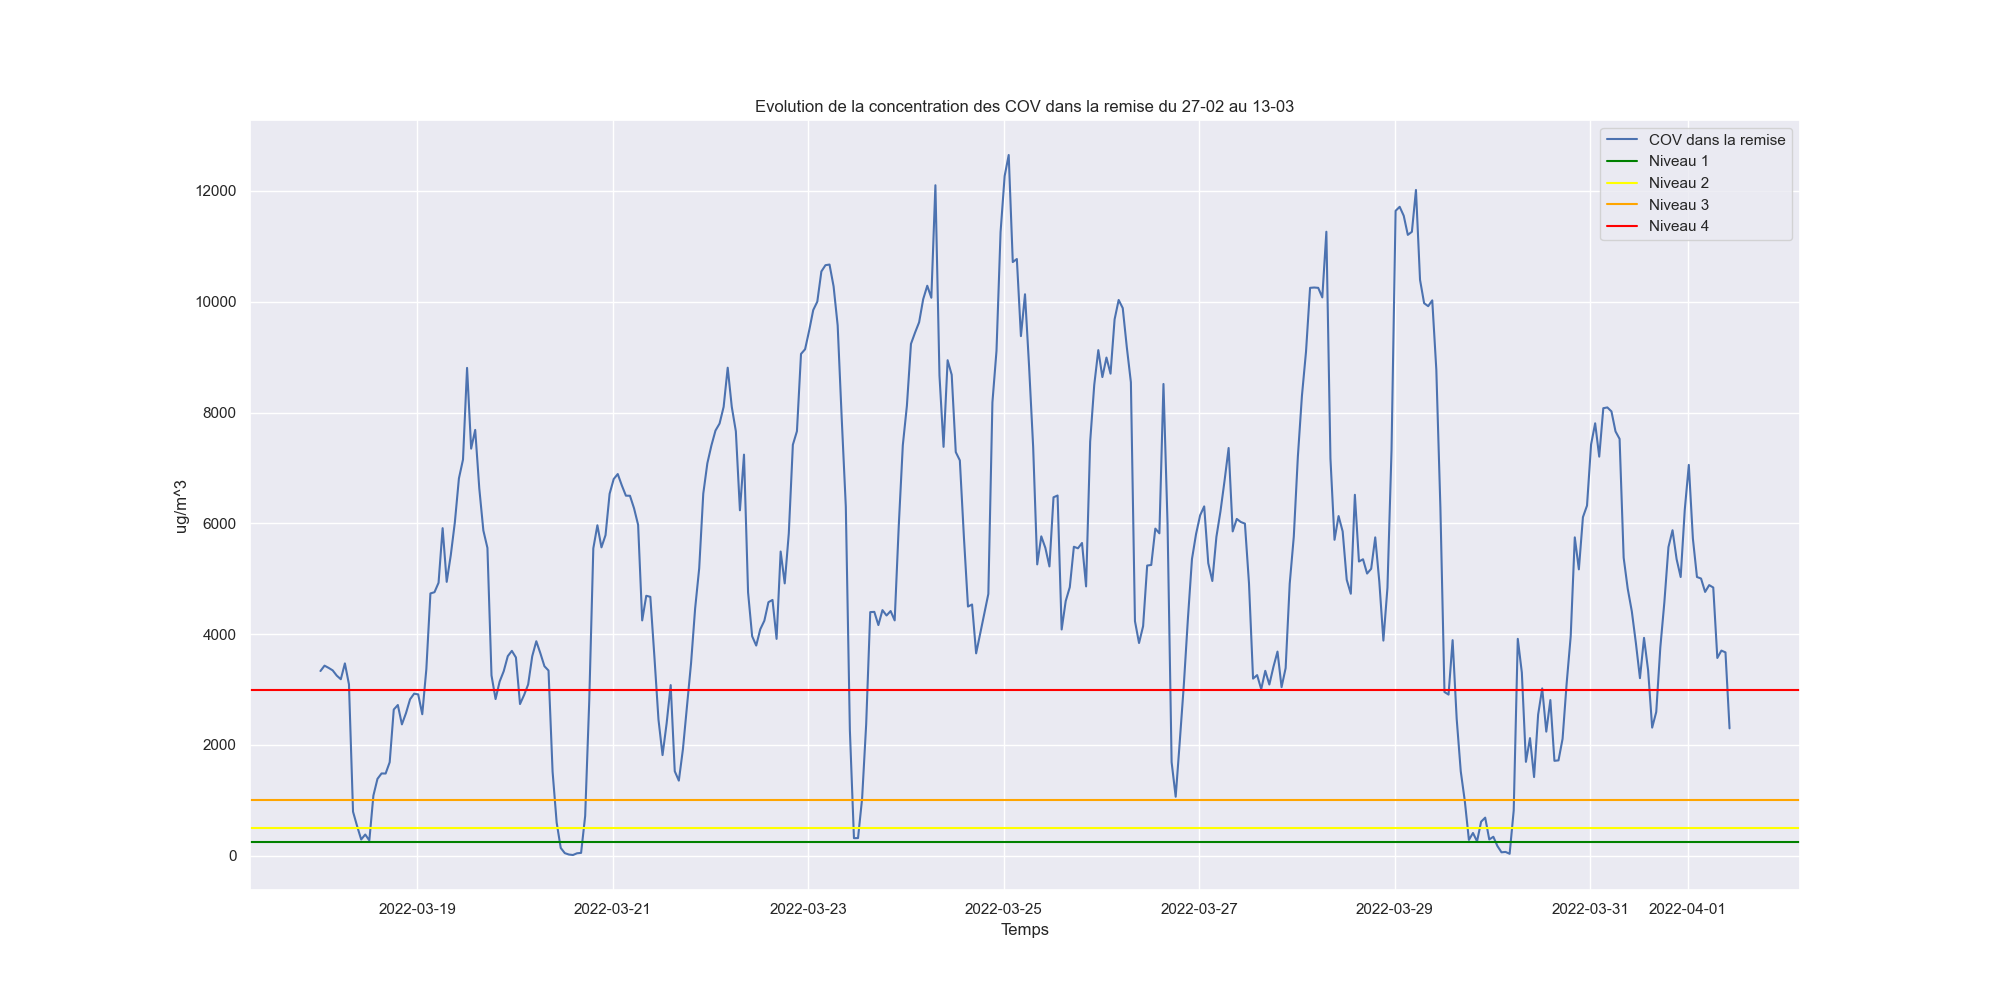 Evolution de la concentration des COV dans la remise du 27-02 au 13-03
COV dans la remise
Niveau 1
Niveau 2
Niveau 3
Niveau 4
12000
10000
8000
6000
4000
2000
0
ug/m^3
2022-03-19 2022-03-21 2022-03-23 2022-03-25 2022-03-27 2022-03-29 2022-03-31 2022-04-01
Temps